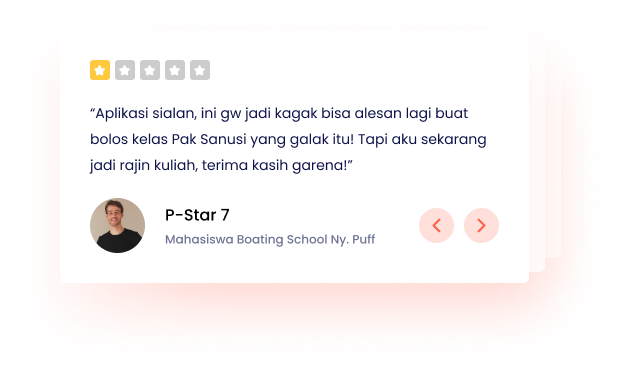 “Aplikasi sialan, ini gw jadi kagak bisa alesan lagi buat
bolos kelas Pak Sanusi yang galak itu! Tapi aku sekarang
jadi rajin kuliah, terima kasih garena!”
P-Star 7
Mahasiswa Boating School Ny. Puff